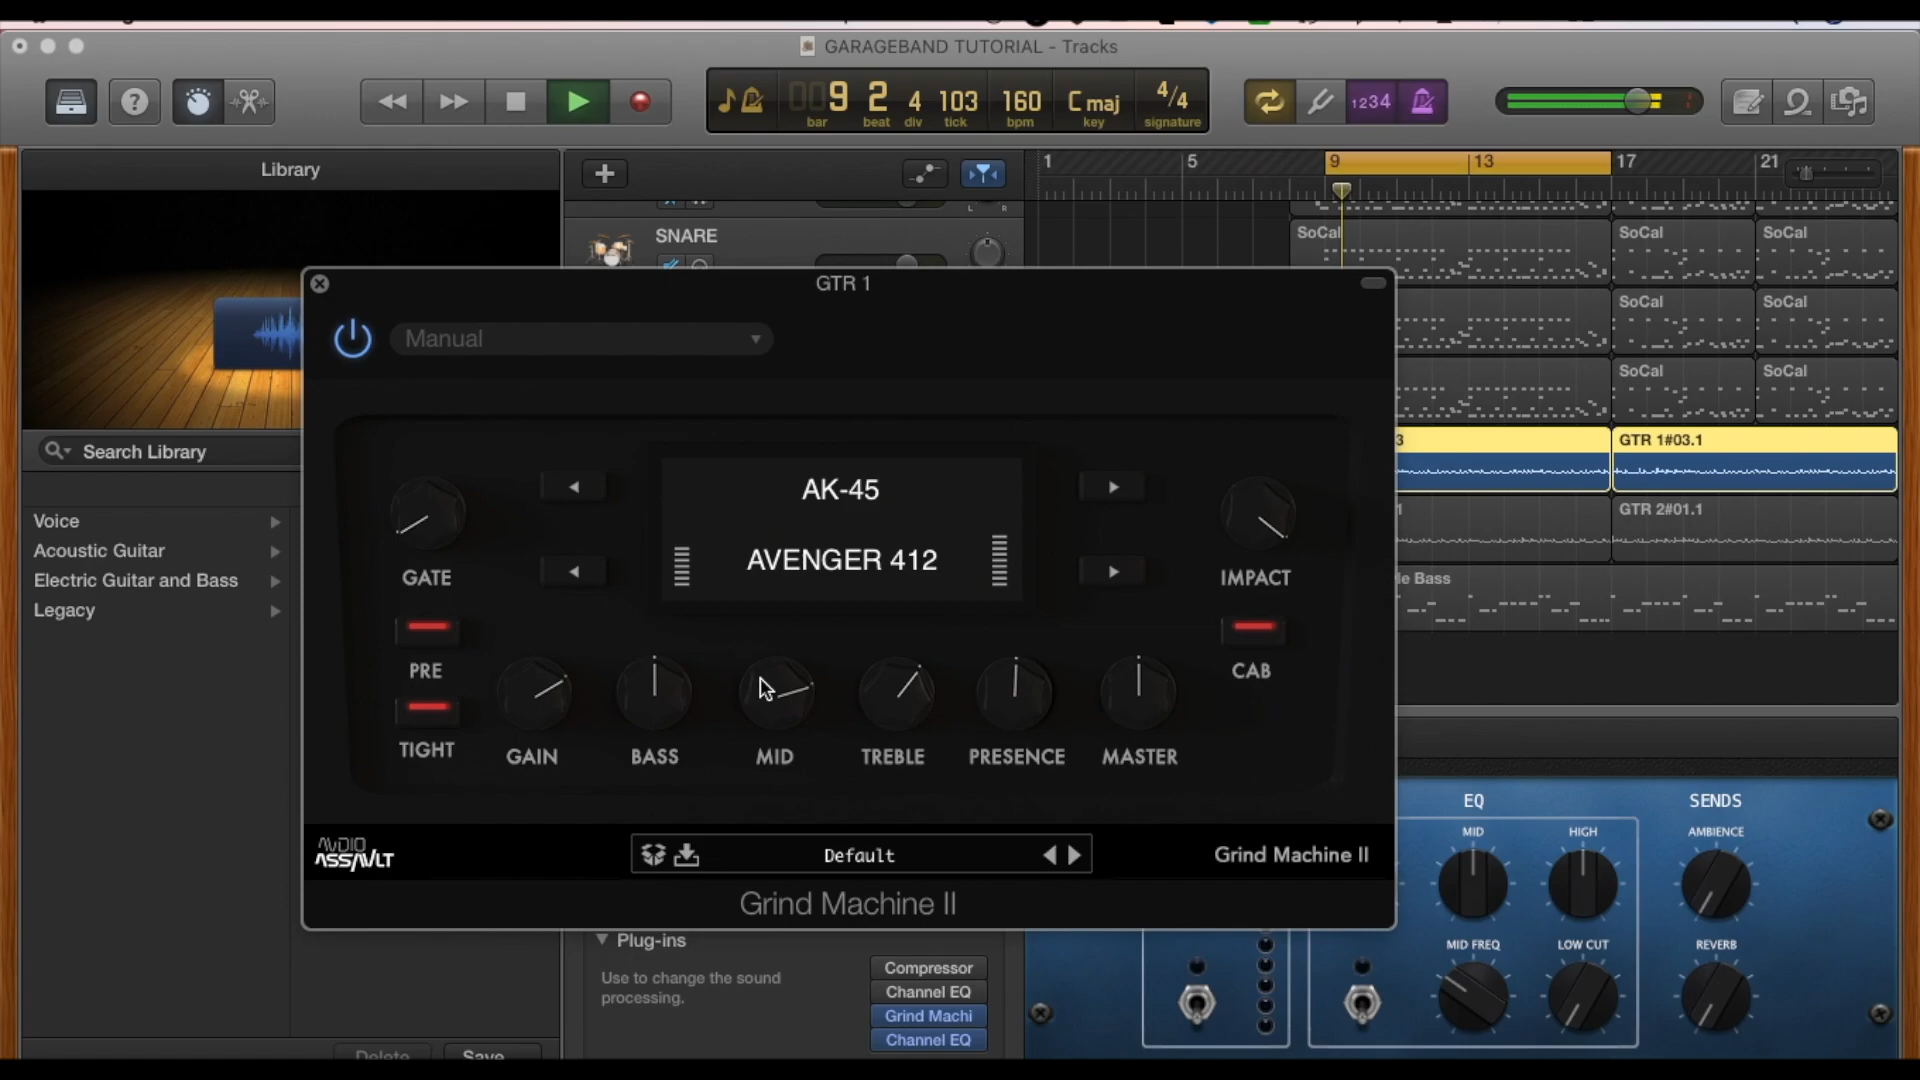 GARAGEBAND TUTORIAL - Tracks
9 2 4 103 160 C maj 4/4
bar beat div tick bpm key signature
1234
Library
1 5 9 13 17 21
L R
SNARE
SoCal SoCal SoCal
GTR 1
Manual
SoCal SoCal
SoCal SoCal
AK-45
AVENGER 412
GATE
IMPACT
PRE
CAB
TIGHT
GAIN BASS MID TREBLE PRESENCE MASTER
AUDIO
ASSAULT
Default
Grind Machine II
Grind Machine II
3 GTR 1#03.1
1 GTR 2#01.1
le Bass
Search Library
Voice
Acoustic Guitar
Electric Guitar and Bass
Legacy
Delete Save...
Plug-ins
Use to change the sound
processing.
Compressor
Channel EQ
Grind Machi
Channel EQ
EQ SENDS
MID HIGH AMBIENCE
MID FREQ LOW CUT REVERB